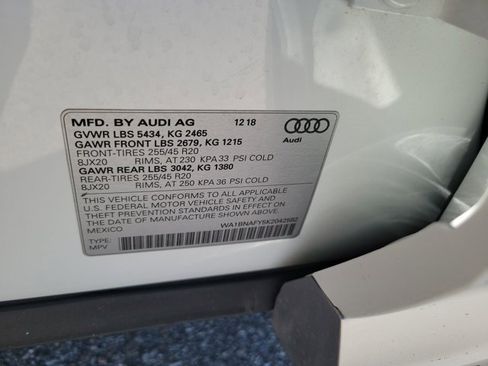 MFD. BY AUDI AG 12 18
GVWR LBS 5434, KG 2465
GAWR FRONT LBS 2679, KG 1215
FRONT-TIRES 255/45 R20
8JX20 RIMS, AT 230 KPA 33 PSI COLD
GAWR REAR LBS 3042, KG 1380
REAR-TIRES 255/45 R20
8JX20 RIMS, AT 250 KPA 36 PSI COLD
THIS VEHICLE CONFORMS TO ALL APPLICABLE
U.S. FEDERAL MOTOR VEHICLE SAFETY AND
THEFT PREVENTION STANDARDS IN EFFECT ON
DATE OF MANUFACTURE SHOWN ABOVE
MEXICO
TYPE:
MPV
Audi